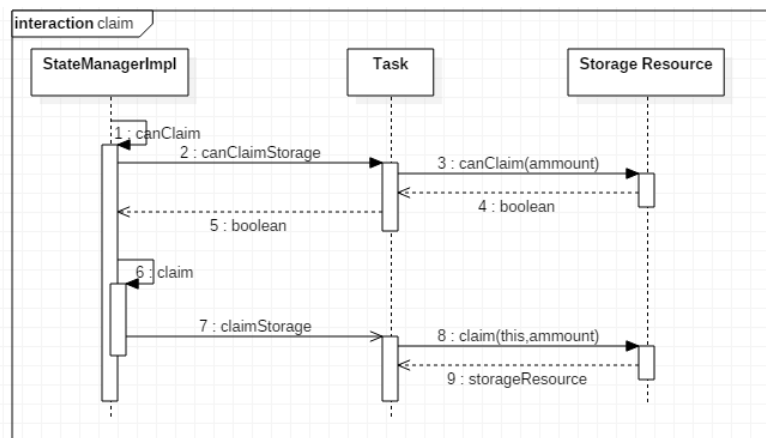 interaction claim
StateManagerImpl
Task
Storage Resource
1 : canClaim
2 : canClaimStorage
3 : canClaim(ammount)
4 : boolean
5 : boolean
6 : claim
7 : claimStorage
8 : claim(this,ammount)
9 : storageResource